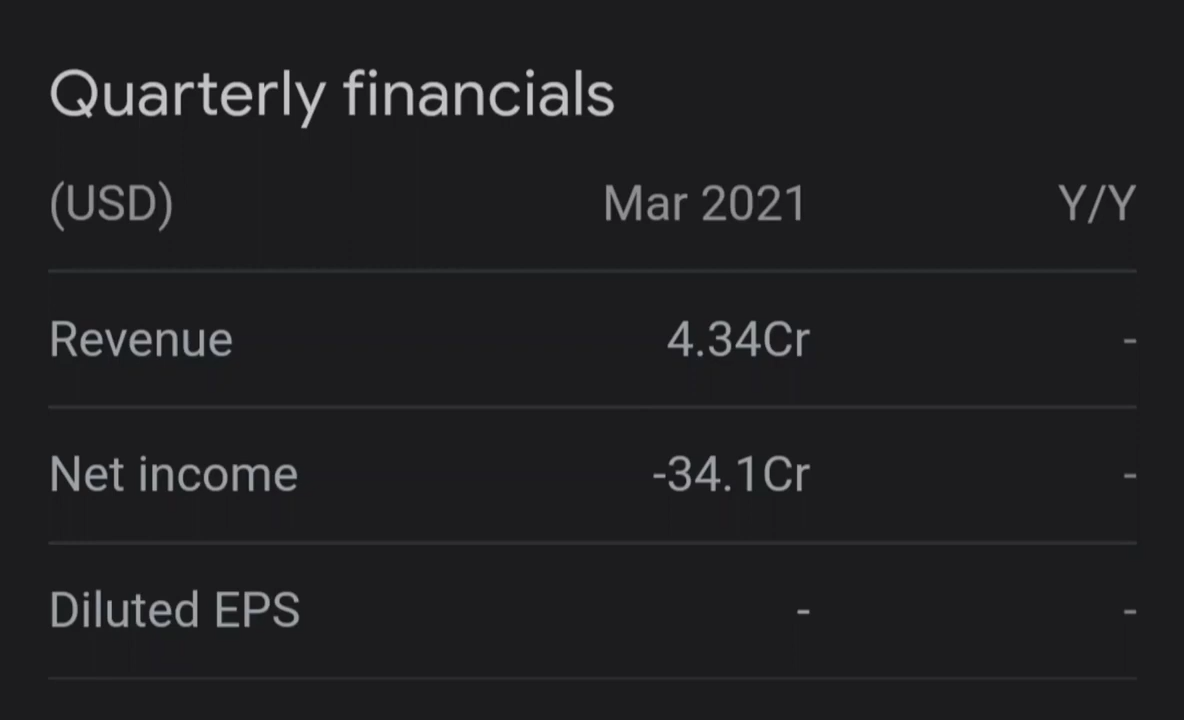 Quarterly financials
(USD) Mar 2021 Y/Y
Revenue 4.34Cr -
Net income -34.1Cr -
Diluted EPS - -